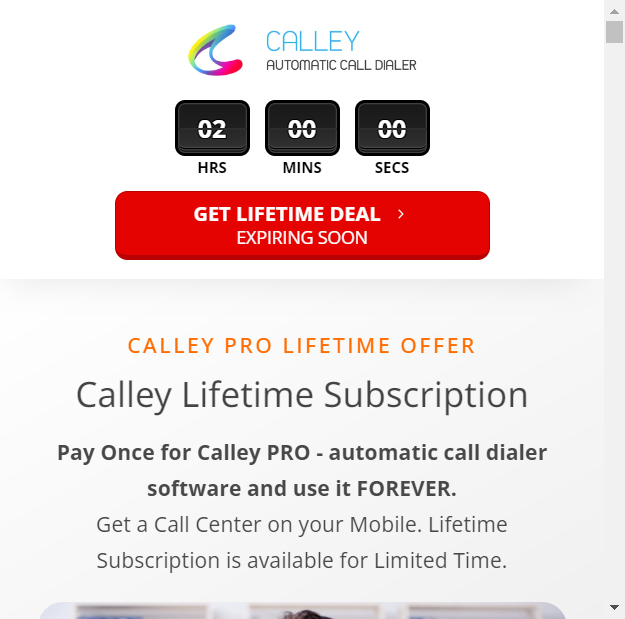 CALLEY
AUTOMATIC CALL DIALER
02 00 00
HRS MINS SECS
GET LIFETIME DEAL
EXPIRING SOON
CALLEY PRO LIFETIME OFFER
Calley Lifetime Subscription
Pay Once for Calley PRO - automatic call dialer
software and use it FOREVER.
Get a Call Center on your Mobile. Lifetime
Subscription is available for Limited Time.